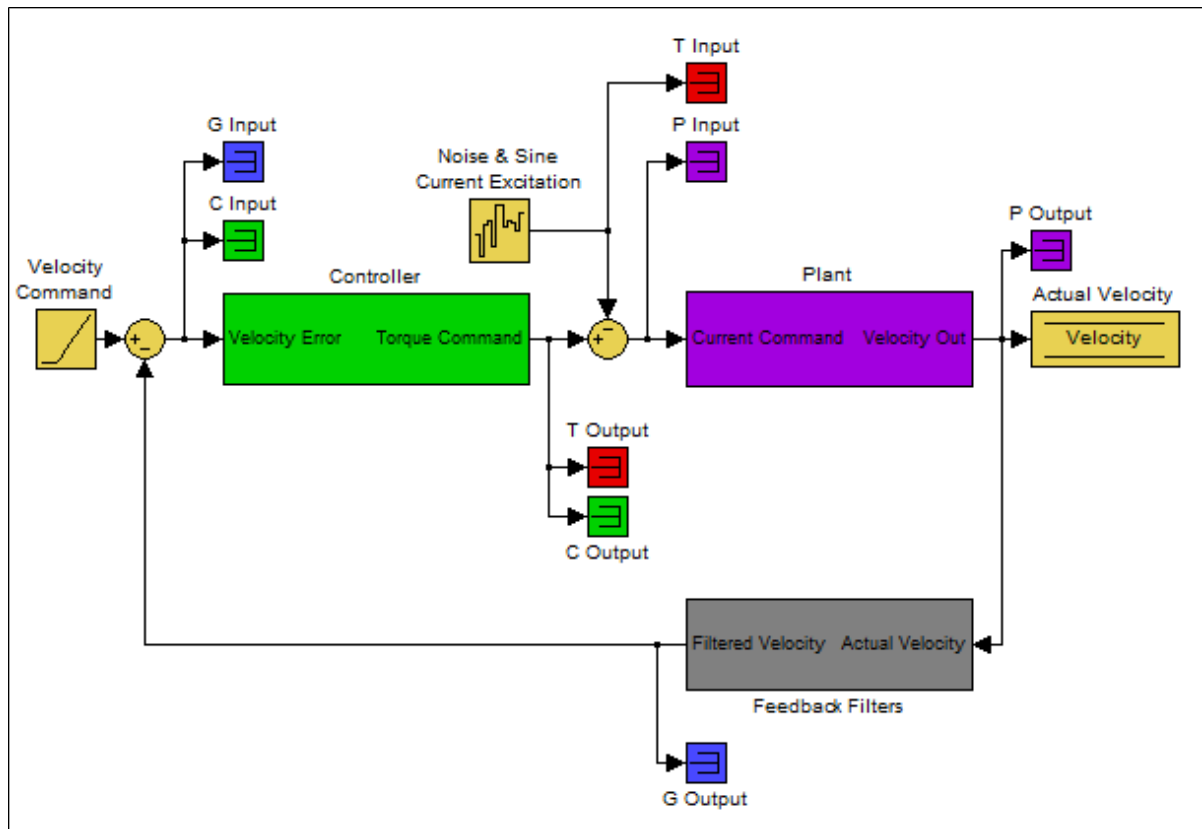 T Input
G Input
P Input
Noise & Sine
Current Excitation
C Input
P Output
Velocity
Command
Controller
Plant
Actual Velocity
+
-
Velocity Error
Torque Command
-
+
Current Command
Velocity Out
Velocity
T Output
C Output
Filtered Velocity
Actual Velocity
Feedback Filters
G Output